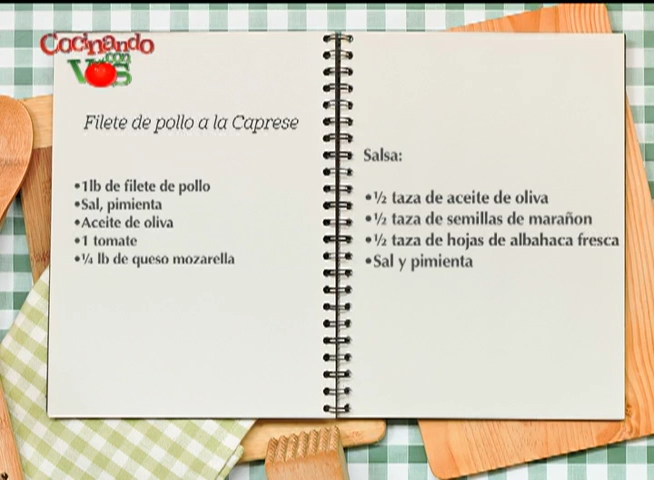 Cocinando
con
VOS
Filete de pollo a la Caprese
•1lb de filete de pollo
•Sal, pimienta
•Aceite de oliva
•1 tomate
•¼ lb de queso mozarella
Salsa:
•½ taza de aceite de oliva
•½ taza de semillas de marañon
•½ taza de hojas de albahaca fresca
•Sal y pimienta